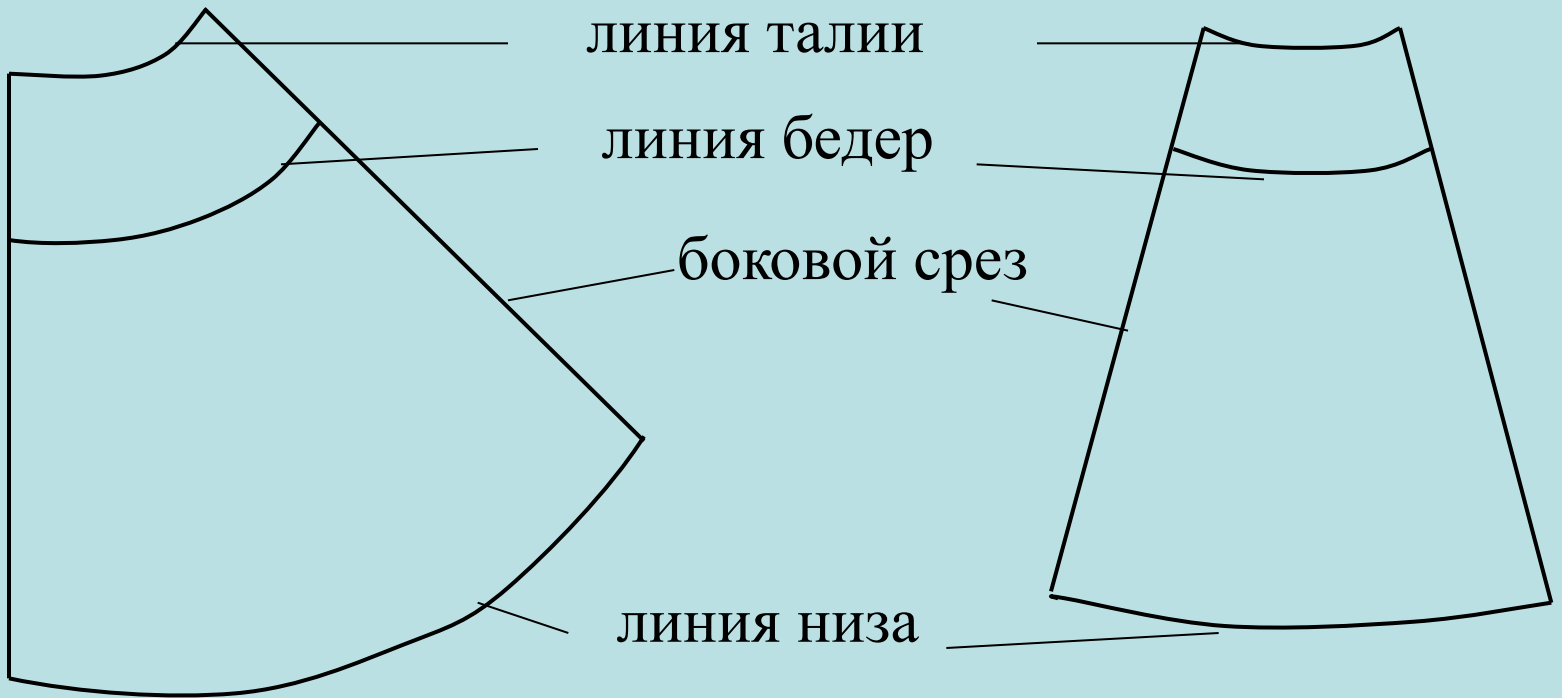 линия талии
линия бедер
боковой срез
линия низа